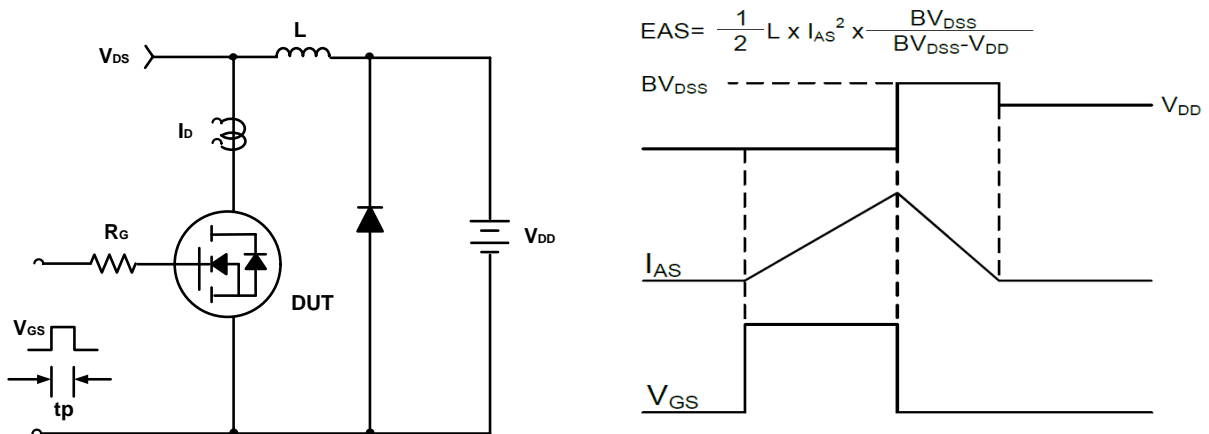 L
VDS
ID
RG
VDD
DUT
VGS
tp
EAS= 1/2 L x IAS² x BVDSS/BVDSS-VDD
BVDSS
VDD
IAS
VGS